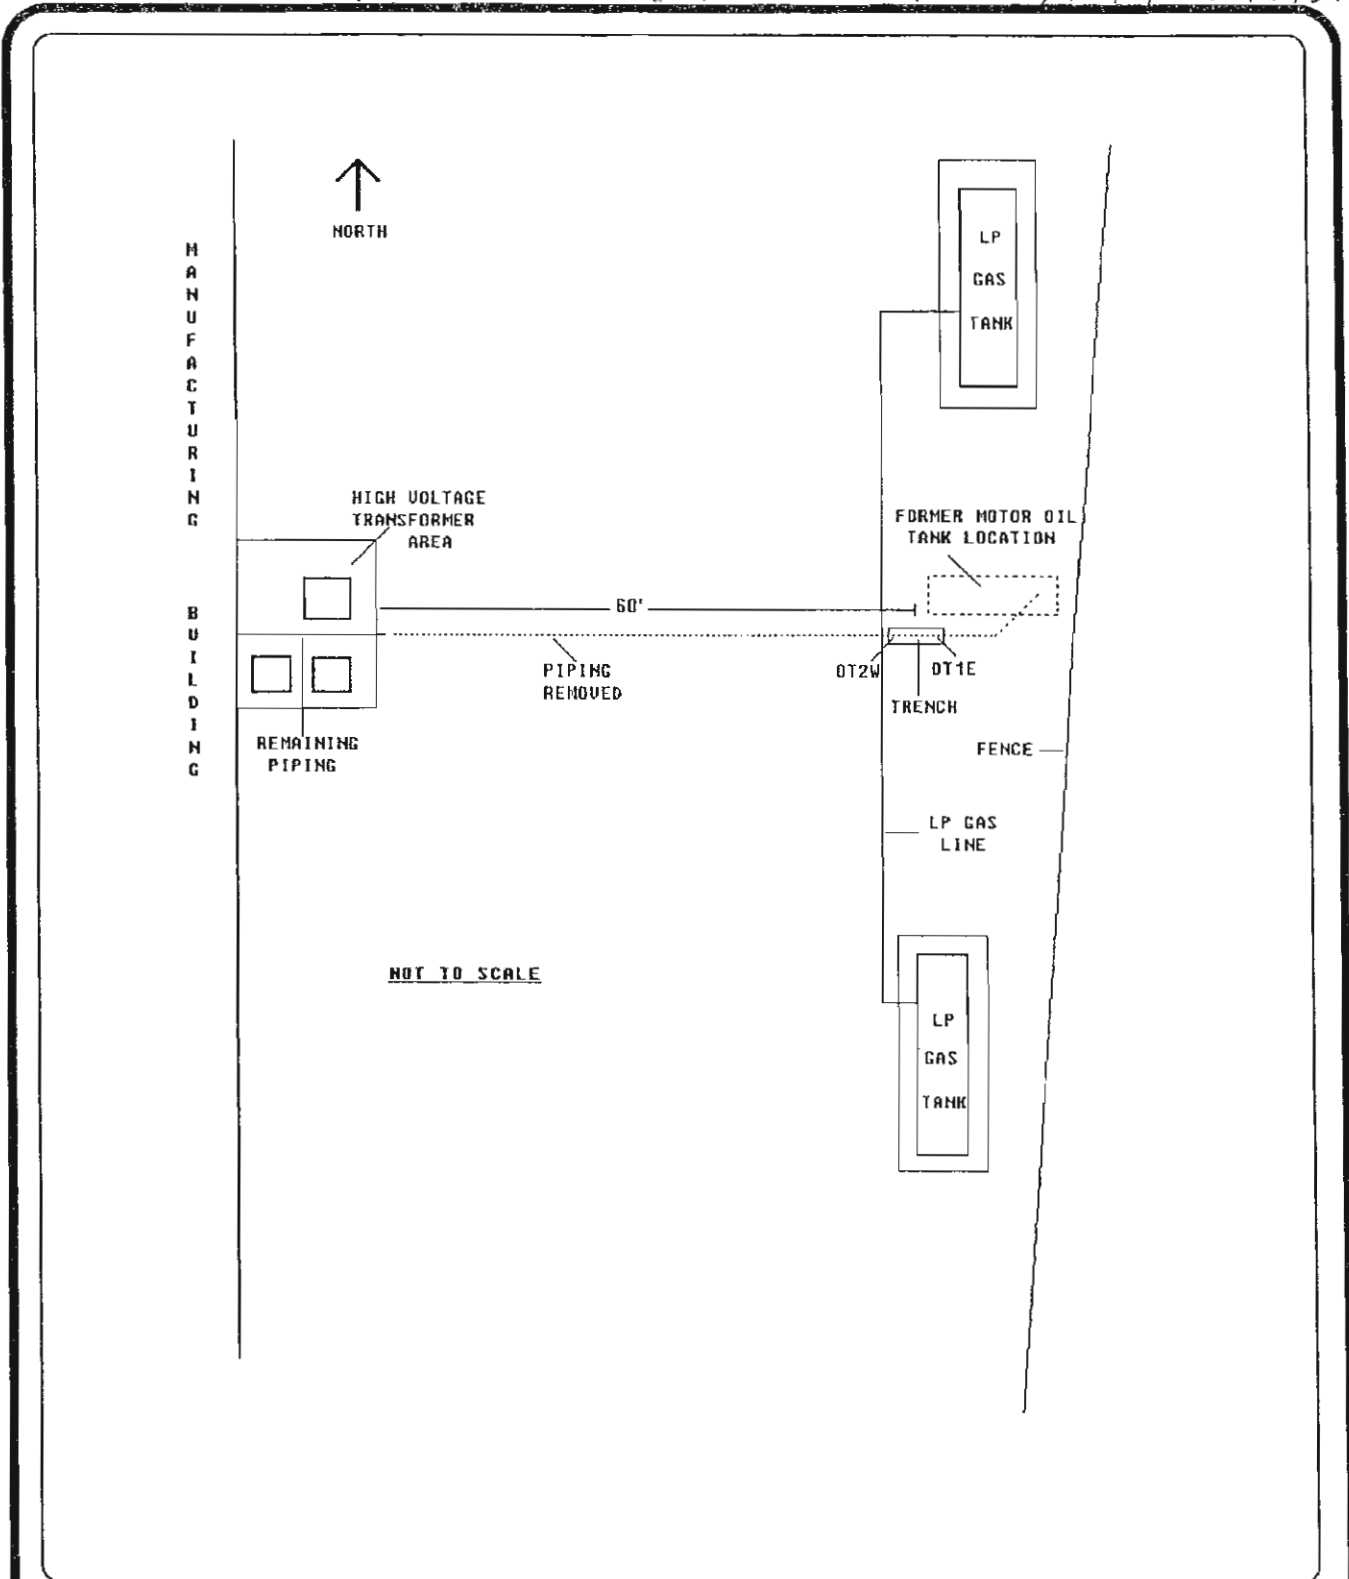 NORTH
MANUFACTURING BUILDING
LP
GAS
TANK
HIGH VOLTAGE
TRANSFORMER
AREA
FORMER MOTOR OIL
TANK LOCATION
60'
PIPING
REMOVED
OT2W
OT1E
TRENCH
REMAINING
PIPING
FENCE
LP GAS
LINE
NOT TO SCALE
LP
GAS
TANK